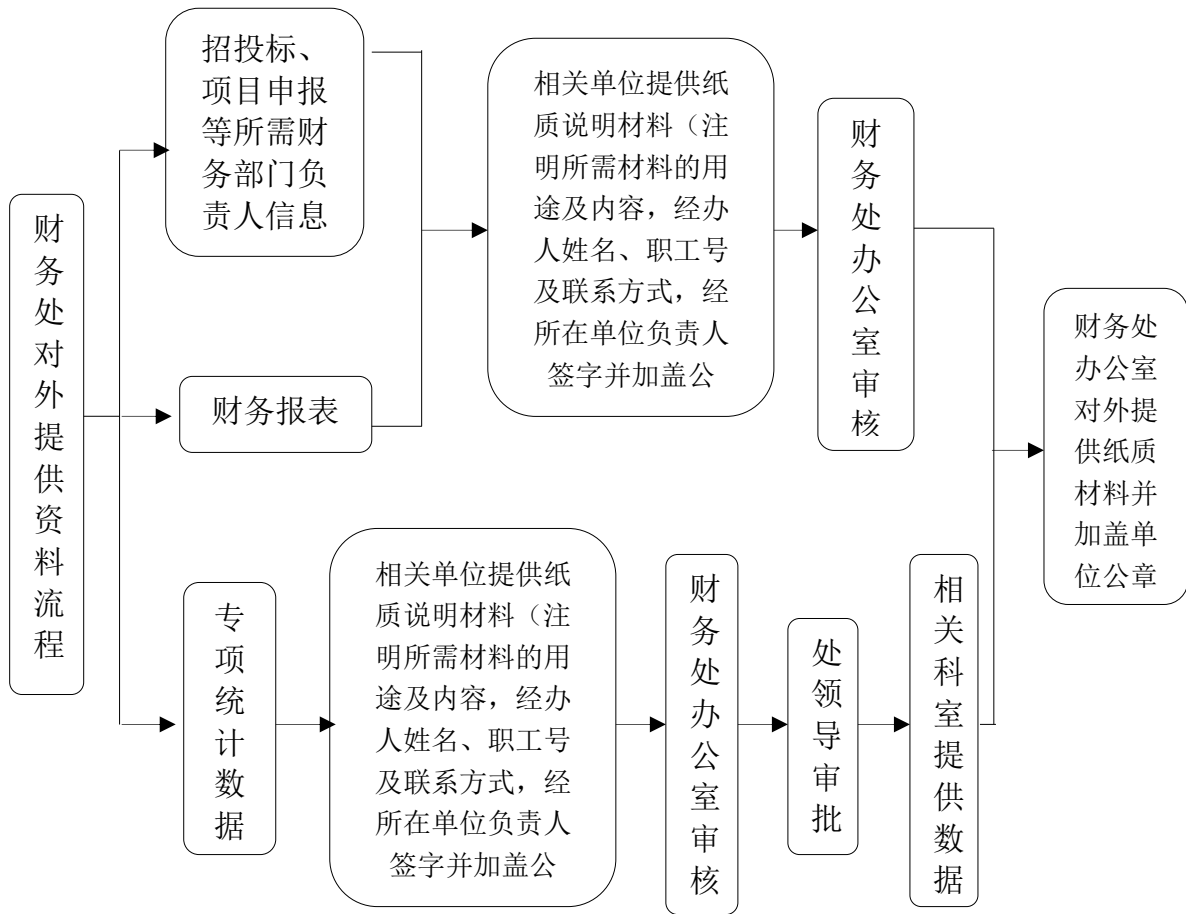 财务处对外提供资料流程
招投标、
项目申报
等所需财
务部门负
责人信息
财务报表
相关单位提供纸
质说明材料（注
明所需材料的用
途及内容，经办
人姓名、职工号
及联系方式，经
所在单位负责人
签字并加盖公
财务处办公室审核
专项统计数据
相关单位提供纸
质说明材料（注
明所需材料的用
途及内容，经办
人姓名、职工号
及联系方式，经
所在单位负责人
签字并加盖公
财务处办公室审核
处领导审批
相关科室提供数据
财务处
办公室
对外提
供纸质
材料并
加盖单
位公章